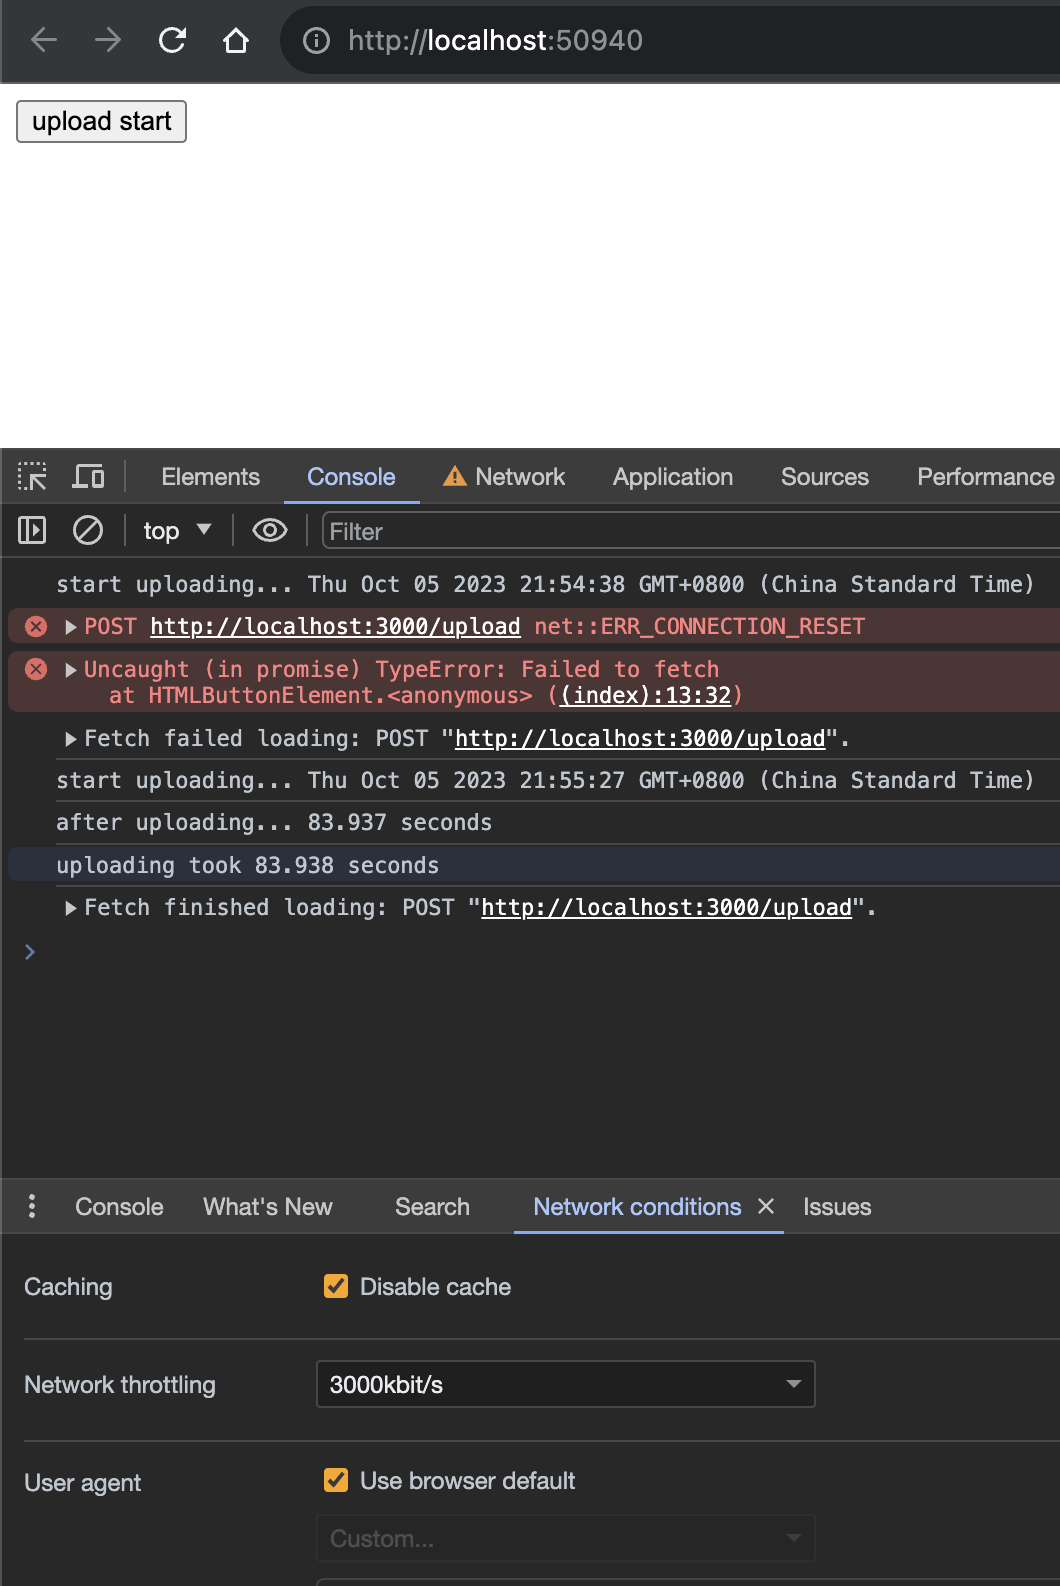 http://localhost:50940
upload start
Elements Console Network Application Sources Performance
top Filter
start uploading... Thu Oct 05 2023 21:54:38 GMT+0800 (China Standard Time)
POST http://localhost:3000/upload net::ERR_CONNECTION_RESET
Uncaught (in promise) TypeError: Failed to fetch
at HTMLButtonElement.<anonymous> ((index):13:32)
Fetch failed loading: POST "http://localhost:3000/upload".
start uploading... Thu Oct 05 2023 21:55:27 GMT+0800 (China Standard Time)
after uploading... 83.937 seconds
uploading took 83.938 seconds
Fetch finished loading: POST "http://localhost:3000/upload".
Console What's New Search Network conditions Issues
Caching Disable cache
Network throttling 3000kbit/s
User agent Use browser default
Custom...